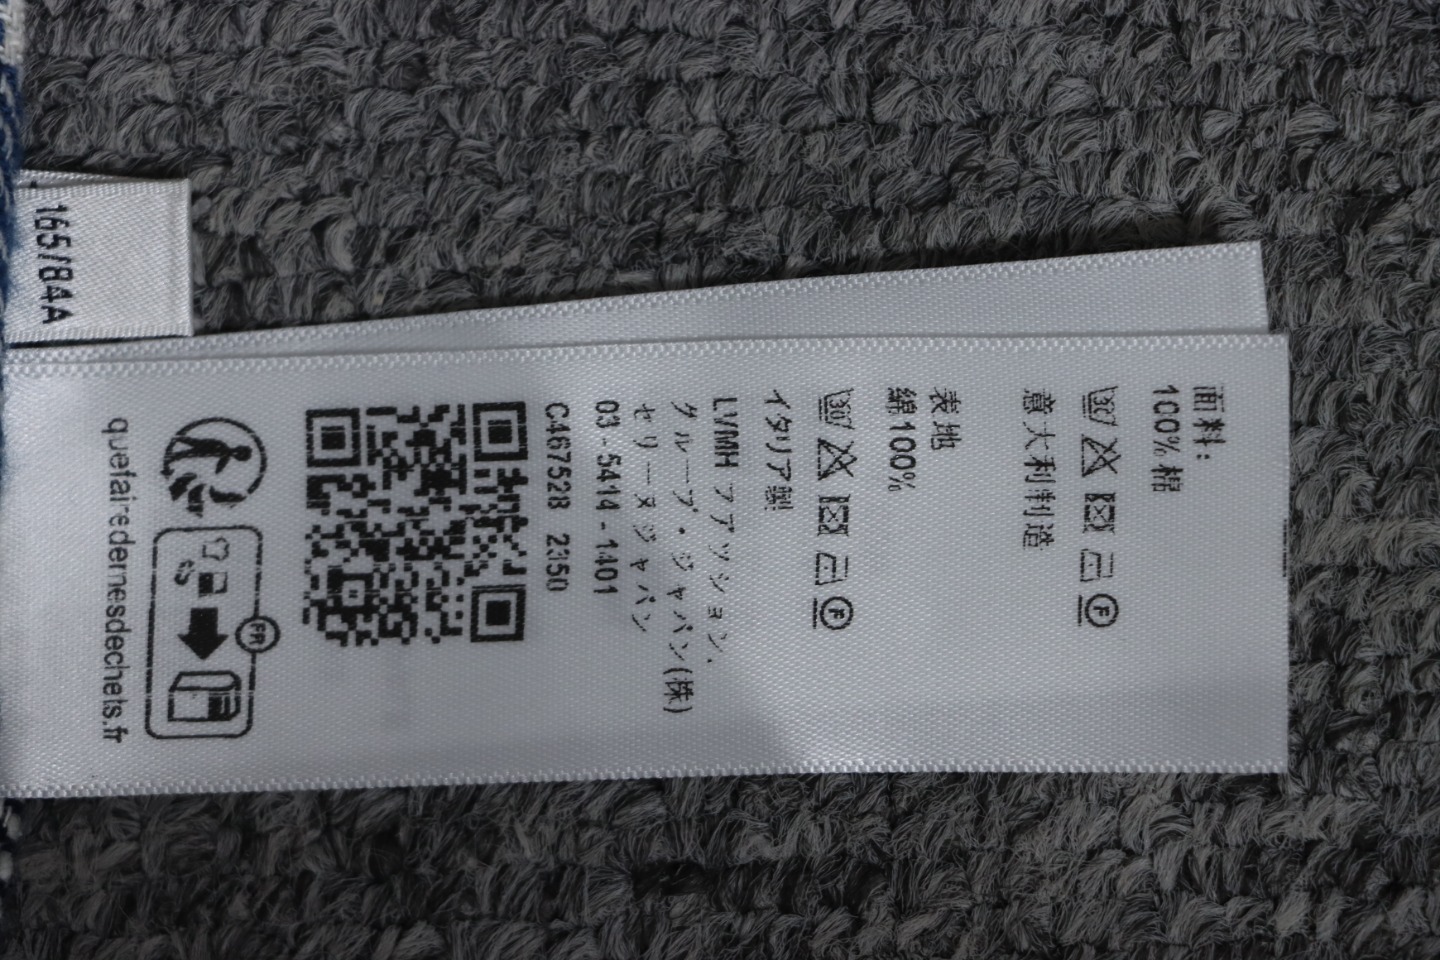 165/84A
面料:
100%棉
30
F
意大利制造
表地
綿100%
30
F
イタリア製
LVMH ファッション.
グループ・ジャパン(株)
セリーヌジャパン
03-5414-1401
C467528 2350
FR
quefairedemesdechets.fr